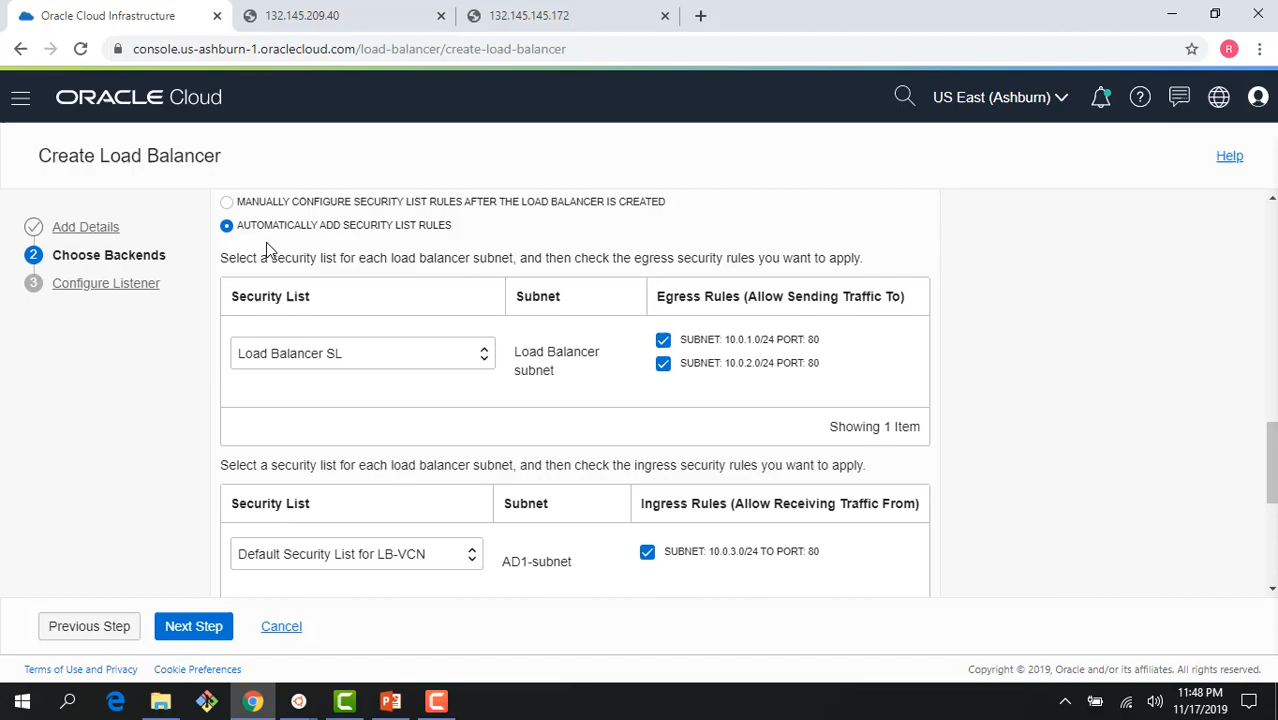 Oracle Cloud Infrastructure
132.145.209.40
132.145.145.172
console.us-ashburn-1.oraclecloud.com/load-balancer/create-load-balancer
R
ORACLE Cloud
US East (Ashburn)
Create Load Balancer
Help
Add Details
2 Choose Backends
3 Configure Listener
MANUALLY CONFIGURE SECURITY LIST RULES AFTER THE LOAD BALANCER IS CREATED
AUTOMATICALLY ADD SECURITY LIST RULES
Select a security list for each load balancer subnet, and then check the egress security rules you want to apply.
Security List Subnet Egress Rules (Allow Sending Traffic To)
Load Balancer SL
Load Balancer
subnet
SUBNET: 10.0.1.0/24 PORT: 80
SUBNET: 10.0.2.0/24 PORT: 80
Showing 1 Item
Select a security list for each load balancer subnet, and then check the ingress security rules you want to apply.
Security List Subnet Ingress Rules (Allow Receiving Traffic From)
Default Security List for LB-VCN
AD1-subnet
SUBNET: 10.0.3.0/24 TO PORT: 80
Previous Step
Next Step
Cancel
Terms of Use and Privacy
Cookie Preferences
Copyright © 2019, Oracle and/or its affiliates. All rights reserved.
11:48 PM
11/17/2019